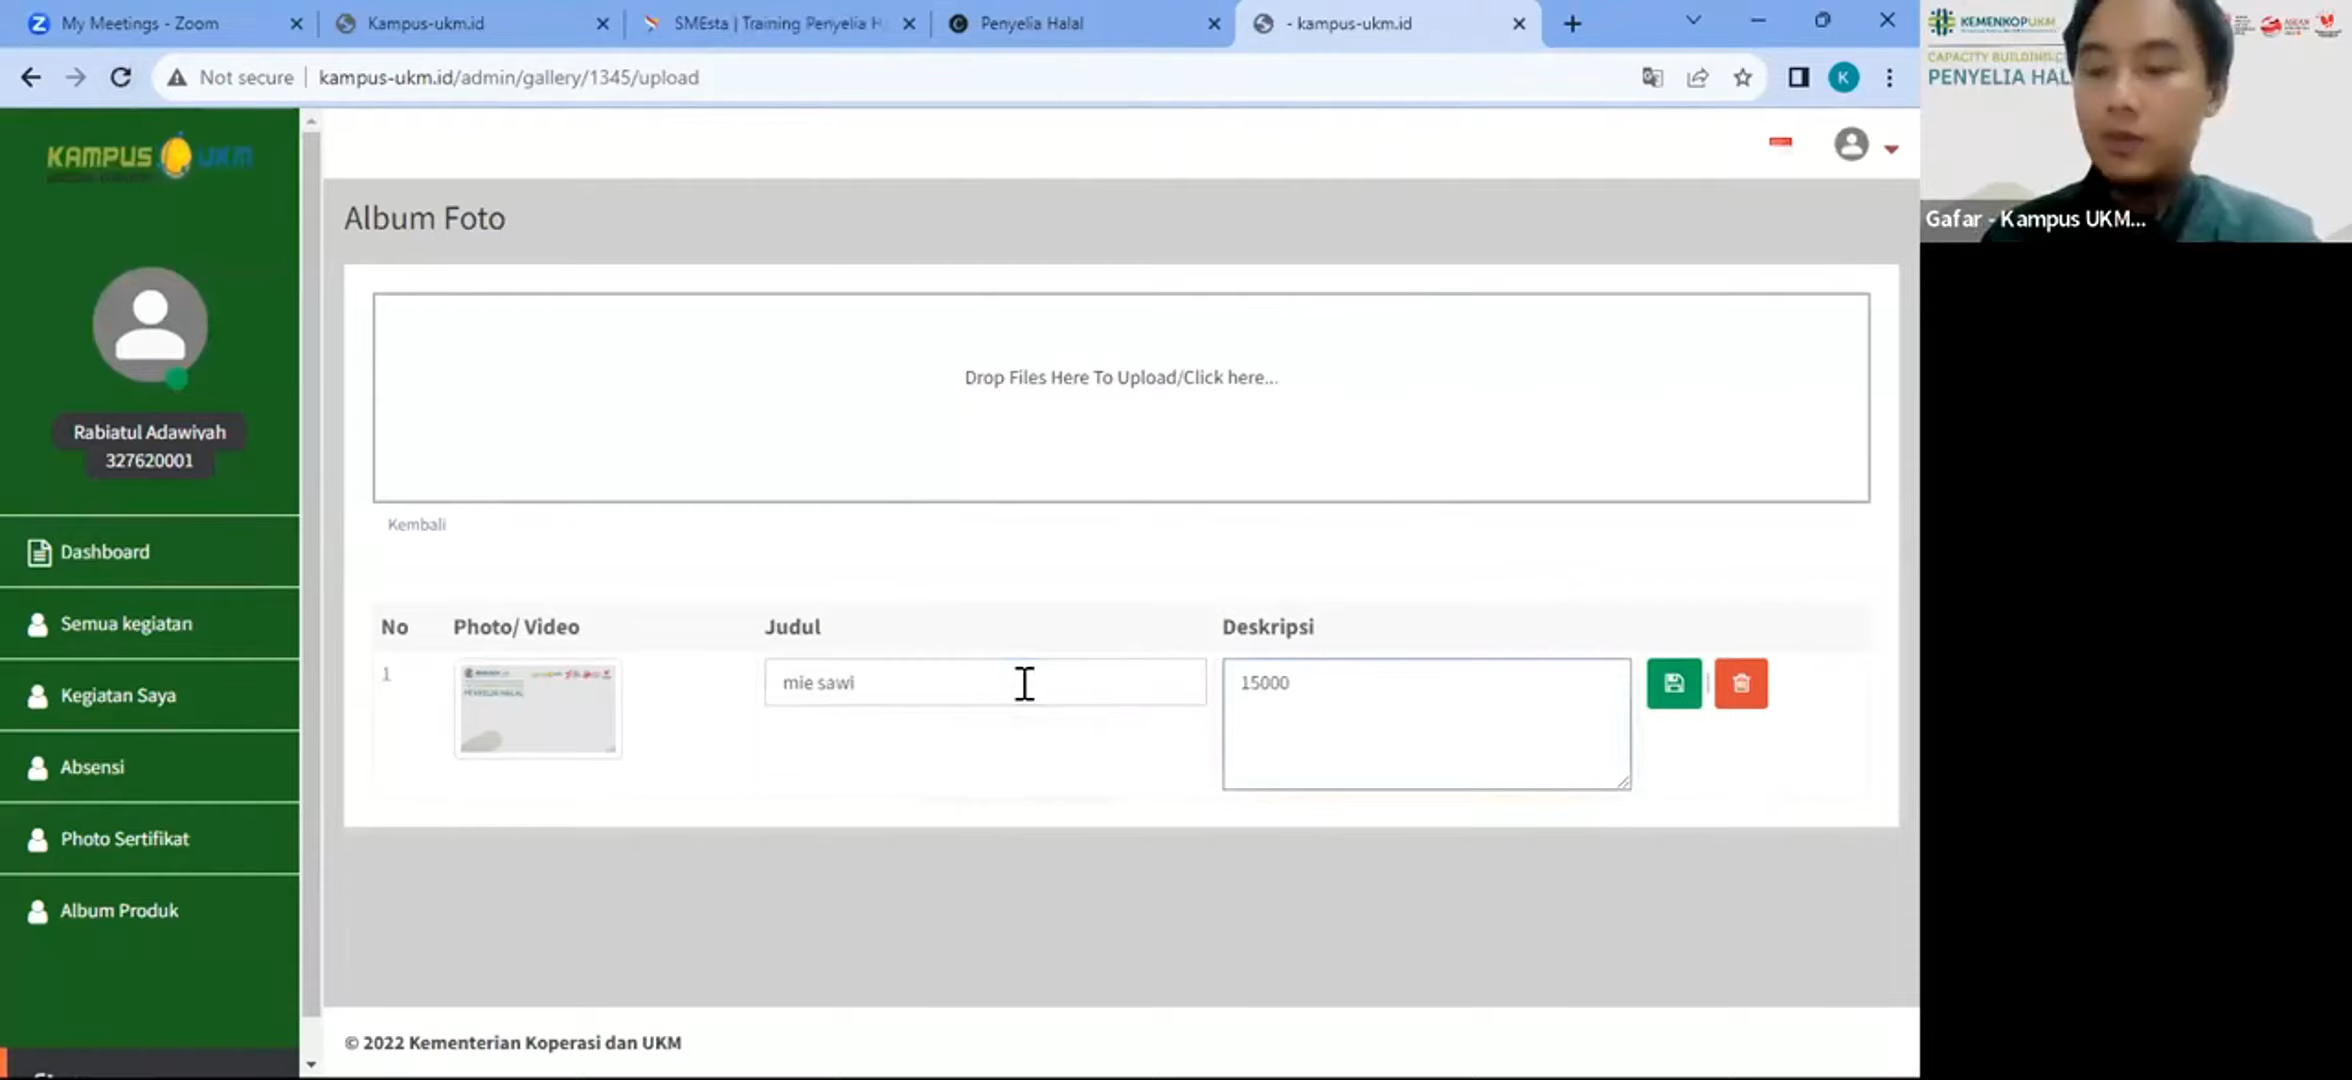 My Meetings - Zoom
Kampus-ukm.id
SMEsta | Training Penyelia H
Penyelia Halal
- kampus-ukm.id
Not secure
kampus-ukm.id/admin/gallery/1345/upload
K
KEMENKOPUKM
CAPACITY BUILDING
PENYELIA HAL
Gafar - Kampus UKM...
KAMPUS UKM
Album Foto
Drop Files Here To Upload/Click here...
Kembali
Rabiatul Adawiyah
327620001
Dashboard
Semua kegiatan
Kegiatan Saya
Absensi
Photo Sertifikat
Album Produk
No Photo/ Video Judul Deskripsi
1 mie sawi 15000
© 2022 Kementerian Koperasi dan UKM